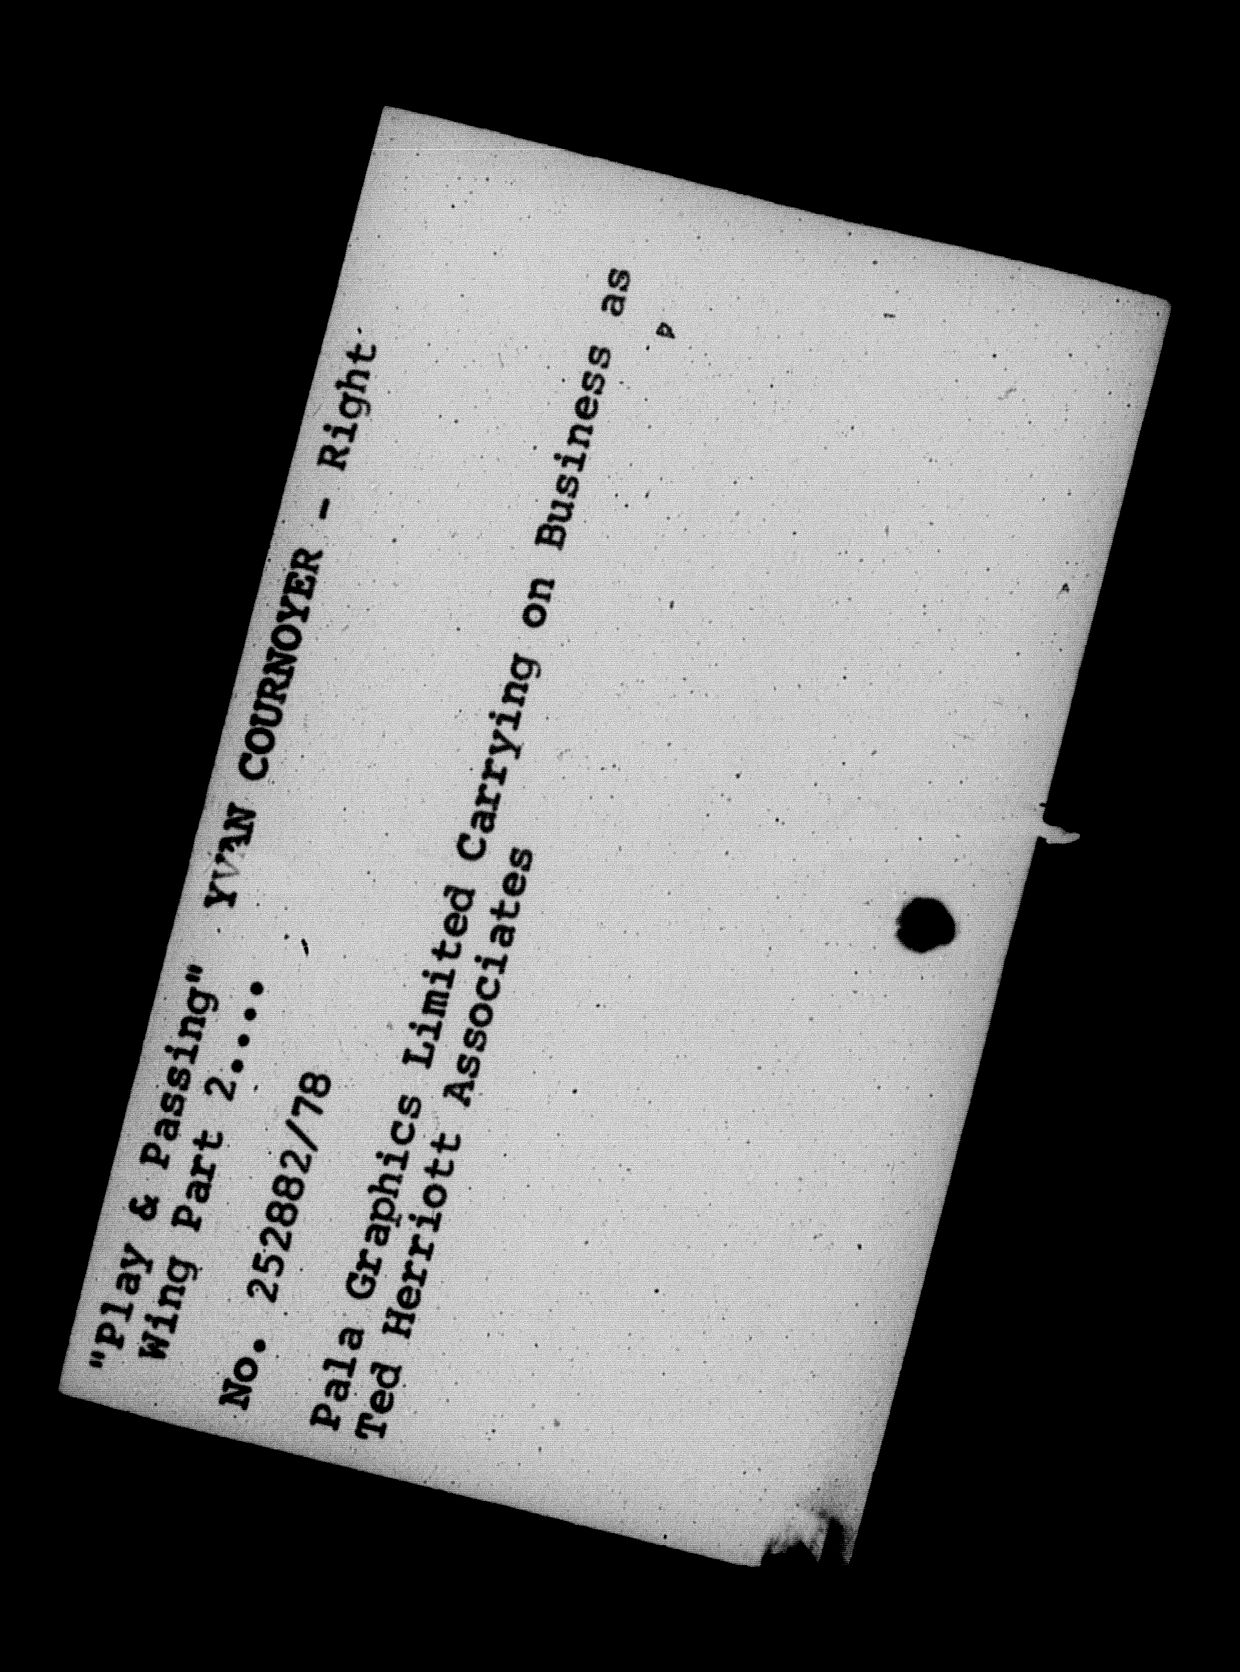 "Play & Passing" YVAN COURNOYER - Right
Wing Part 2....
No. 252882/78
Pala Graphics Limited Carrying on Business as
Ted Herriott Associates